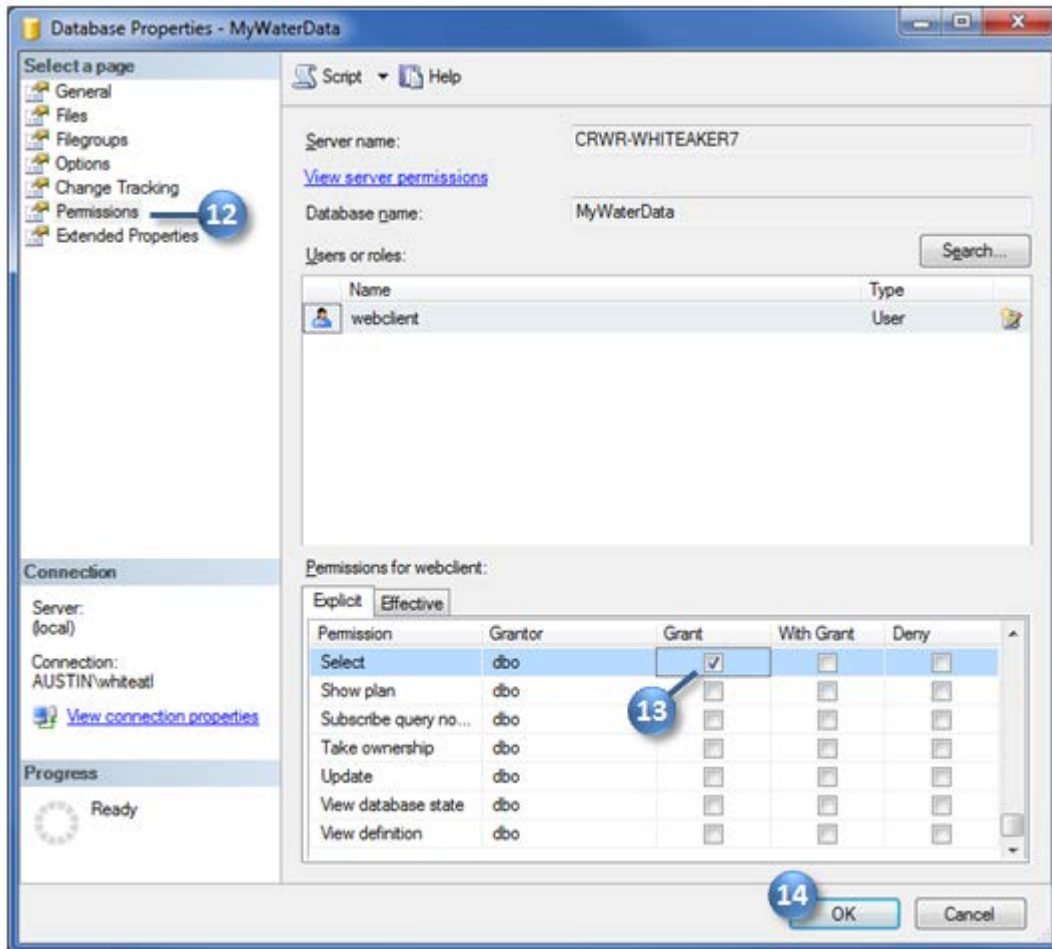 Database Properties - MyWaterData
Select a page
General
Files
Filegroups
Options
Change Tracking
Permissions
12
Extended Properties
Script
Help
Server name:
CRWR-WHITEAKER7
View server permissions
Database name:
MyWaterData
Users or roles:
Search...
Name Type
webclient User
Connection
Server:
(local)
Connection:
AUSTIN\whiteatl
View connection properties
Progress
Ready
Permissions for webclient:
Explicit Effective
Permission Grantor Grant With Grant Deny
Select dbo
13
Show plan dbo
Subscribe query no... dbo
Take ownership dbo
Update dbo
View database state dbo
View definition dbo
14
OK Cancel